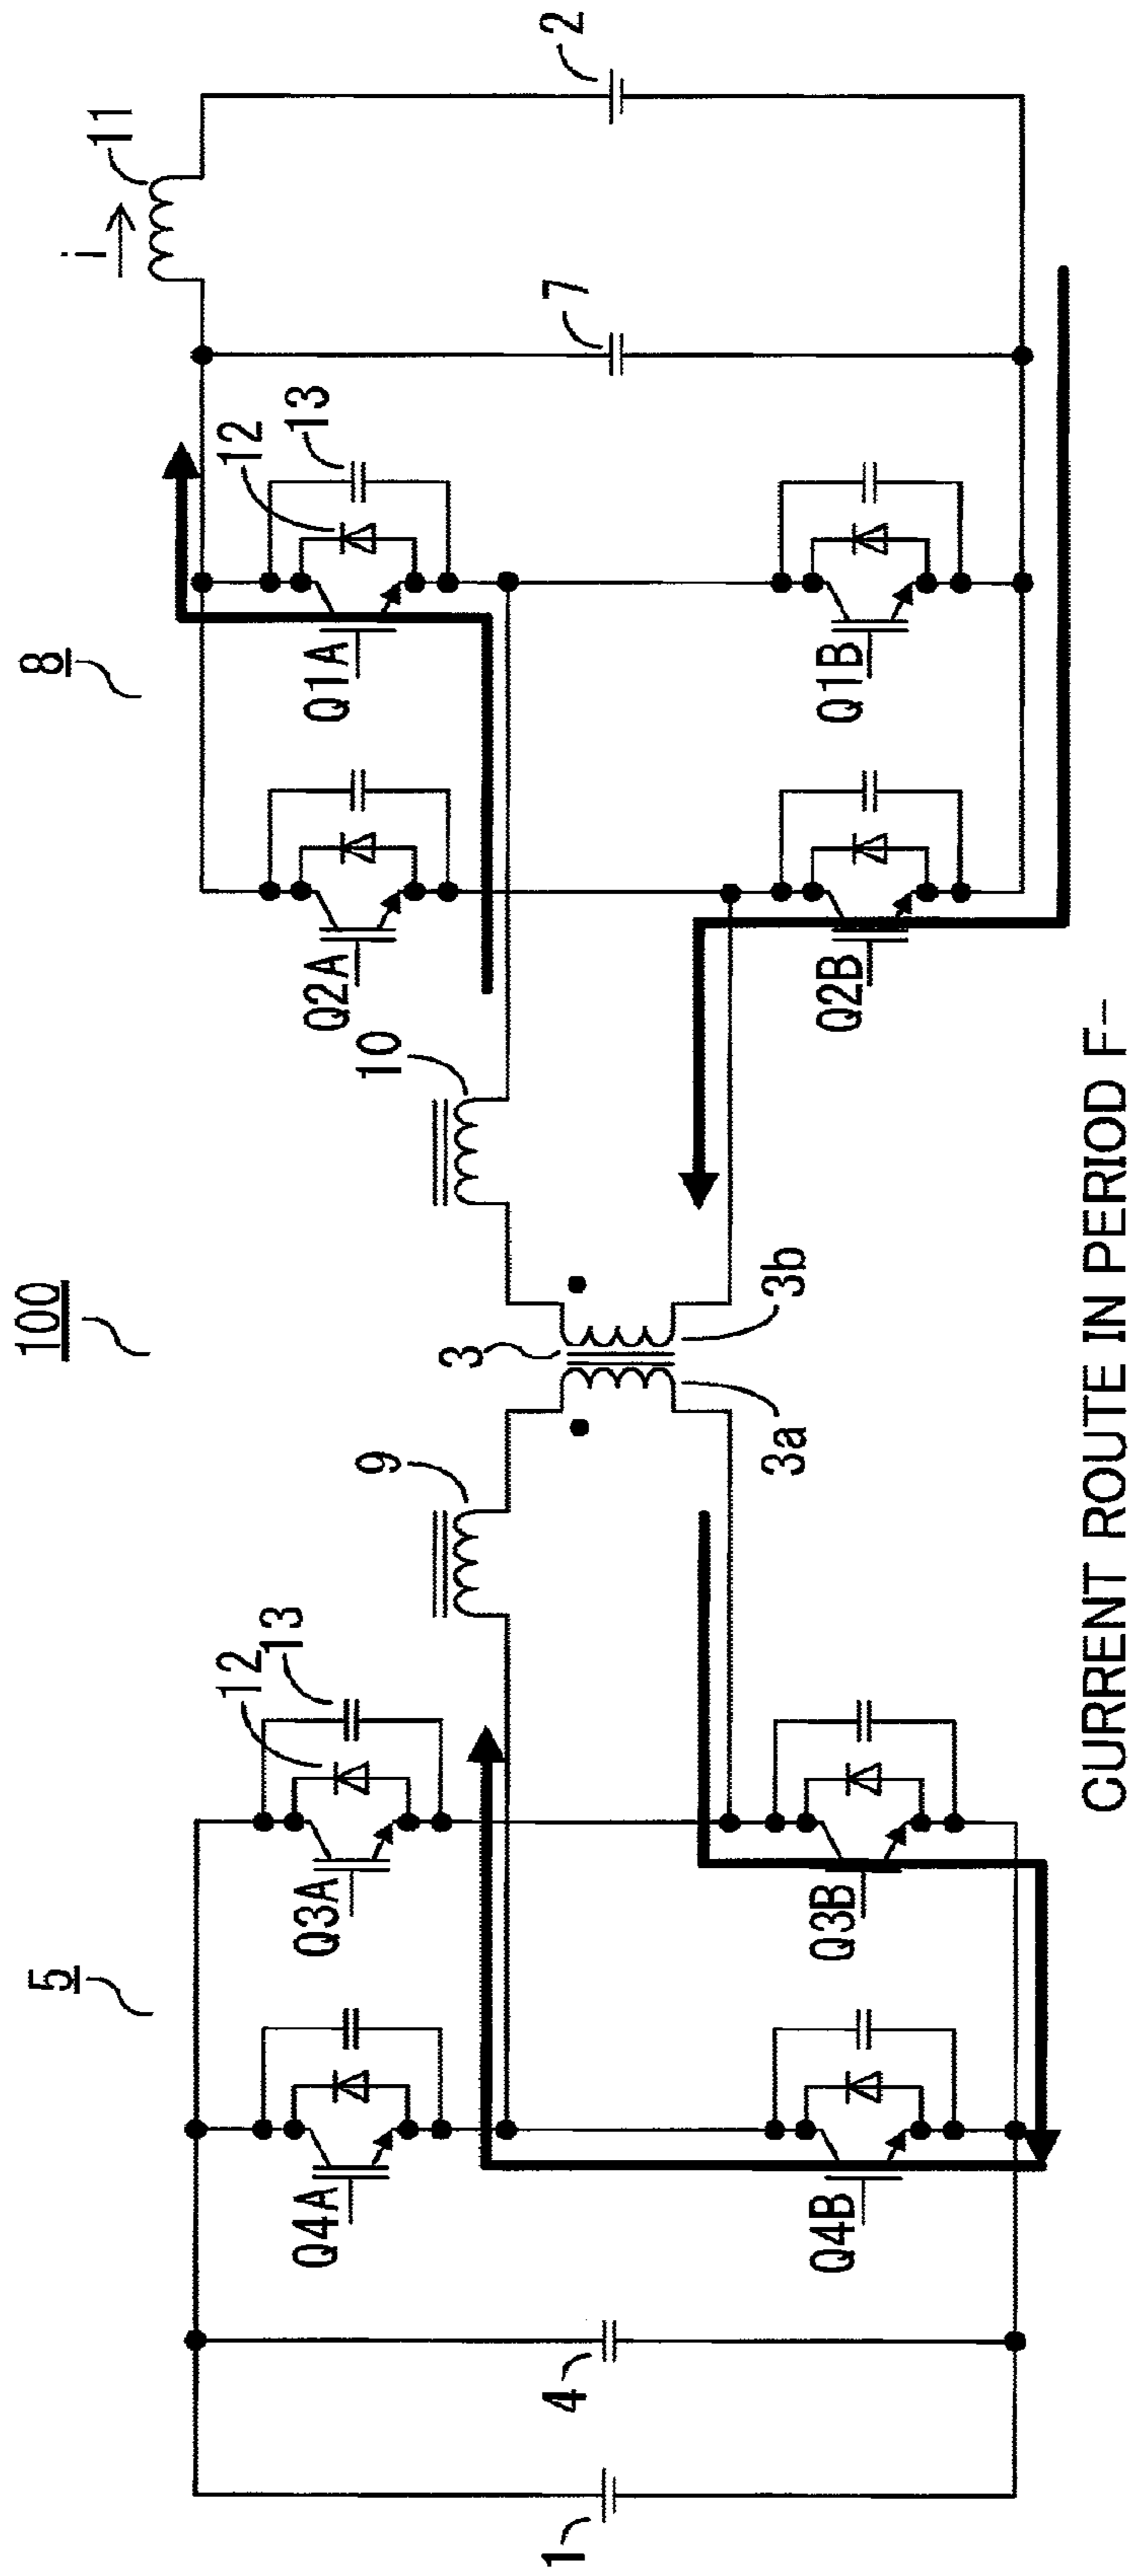 100
5
8
i
11
12
13
12
13
Q4A
Q3A
9
10
Q2A
Q1A
3
1
4
7
2
3a
3b
Q4B
Q3B
Q2B
Q1B
CURRENT ROUTE IN PERIOD F-